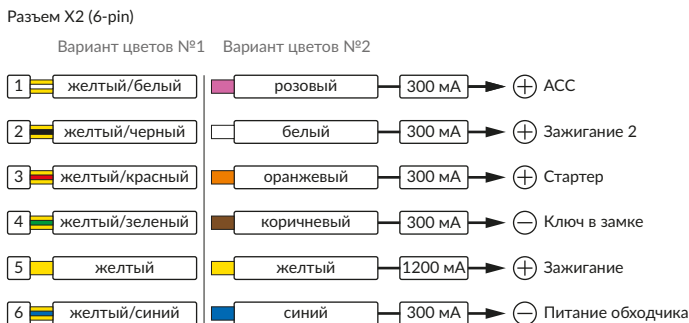 Разъем X2 (6-pin)
Вариант цветов №1 Вариант цветов №2
1 желтый/белый розовый 300 мА + ACC
2 желтый/черный белый 300 мА + Зажигание 2
3 желтый/красный оранжевый 300 мА + Стартер
4 желтый/зеленый коричневый 300 мА − Ключ в замке
5 желтый желтый 1200 мА + Зажигание
6 желтый/синий синий 300 мА − Питание обходчика